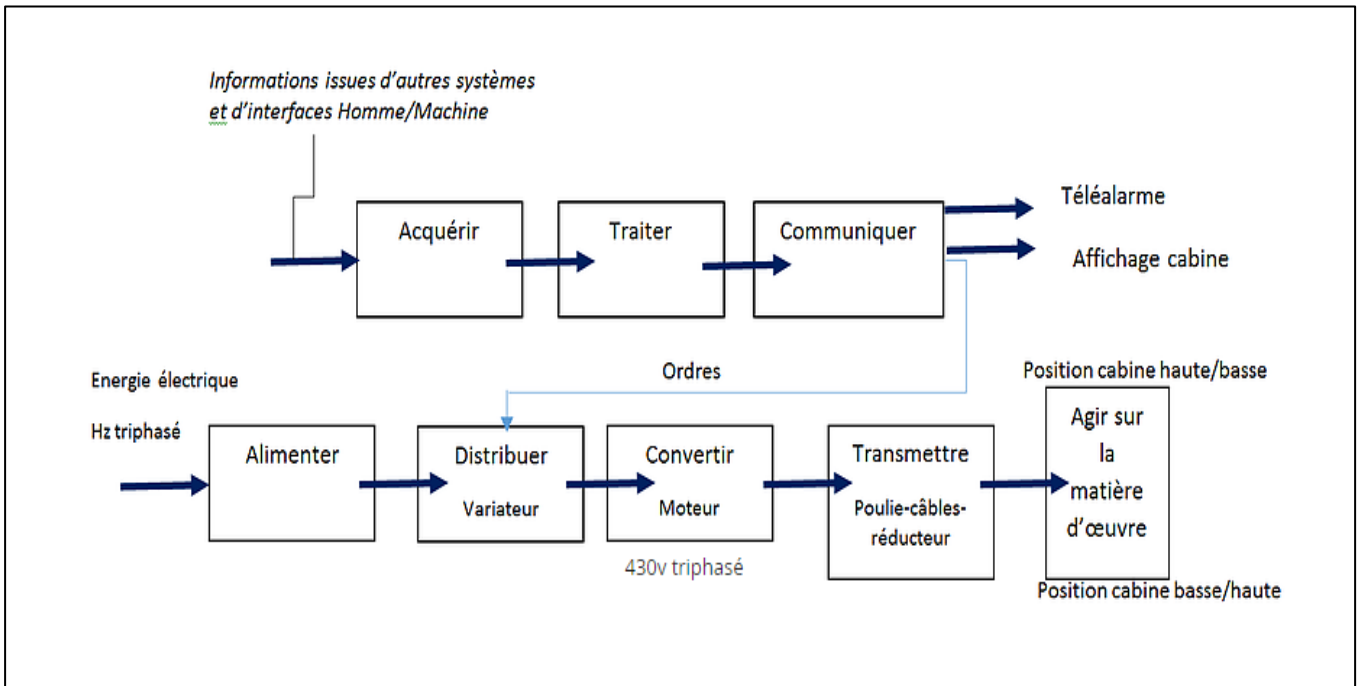 Informations issues d’autres systèmes
et d’interfaces Homme/Machine
Acquérir
Traiter
Communiquer
Téléalarme
Affichage cabine
Ordres
Energie électrique
Hz triphasé
Alimenter
Distribuer
Variateur
Convertir
Moteur
430v triphasé
Transmettre
Poulie-câbles-
réducteur
Position cabine haute/basse
Agir sur
la
matière
d’œuvre
Position cabine basse/haute